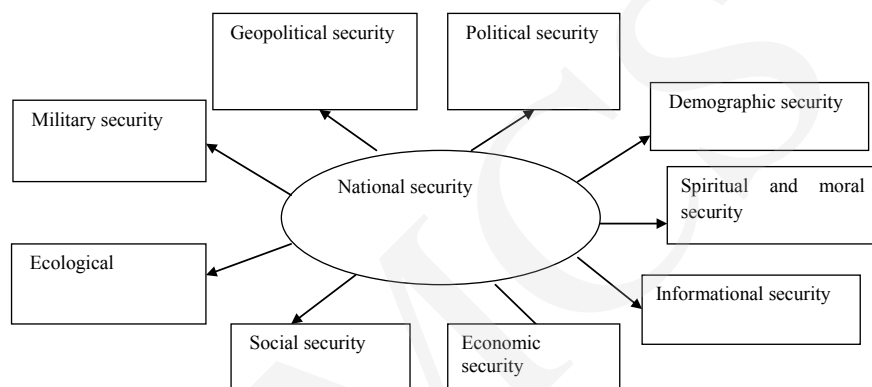 Geopolitical security
Political security
Demographic security
Military security
National security
Spiritual and moral
security
Ecological
Informational security
Social security
Economic
security